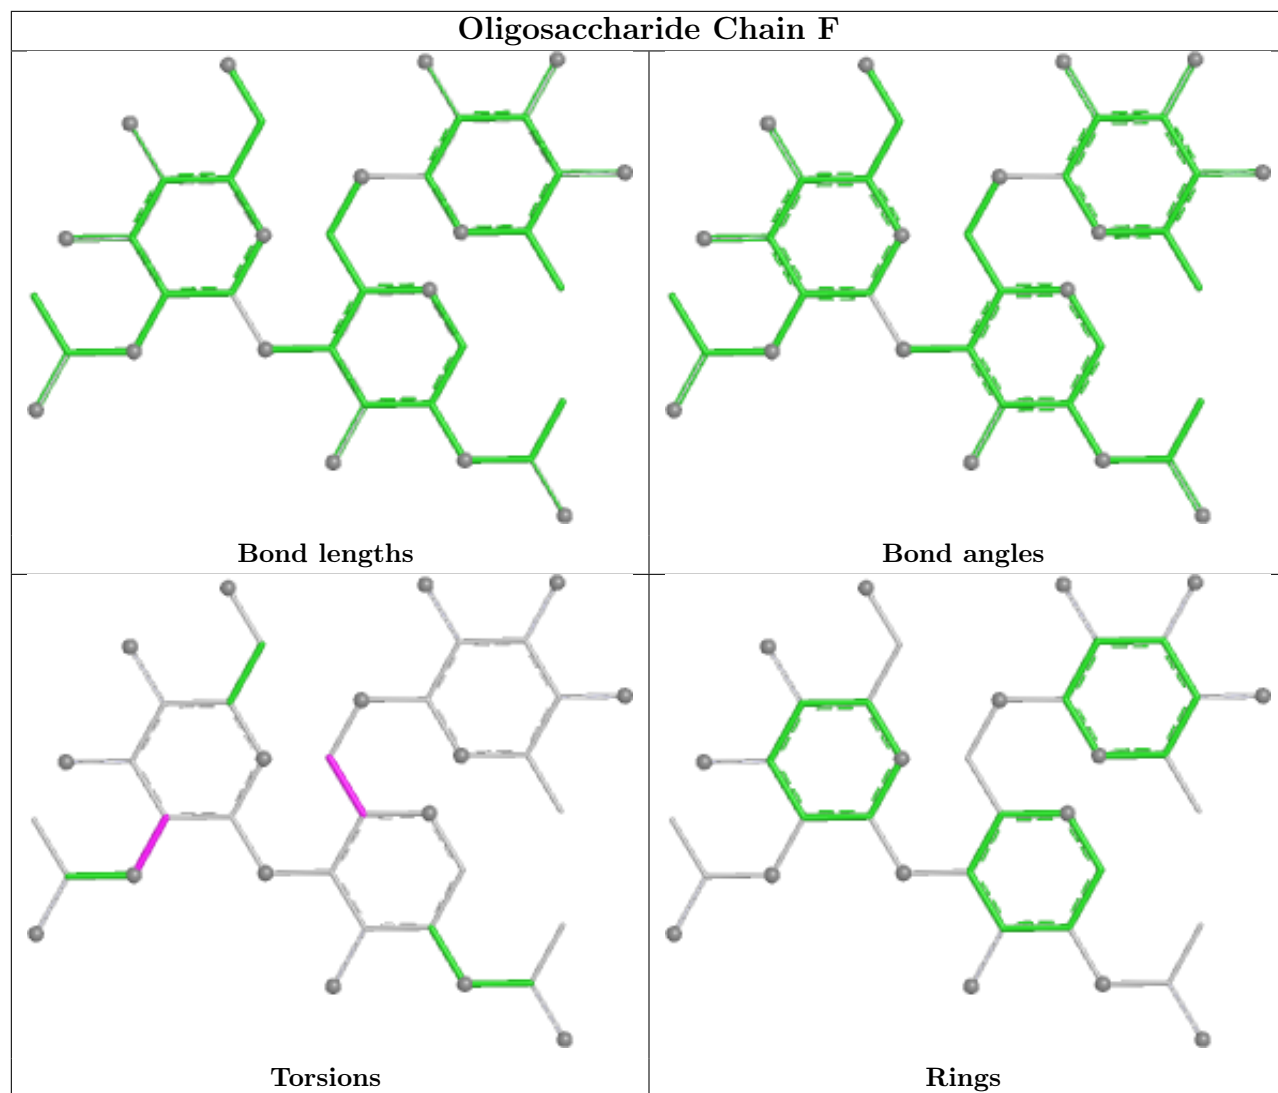 Oligosaccharide Chain F
Bond lengths
Bond angles
Torsions
Rings